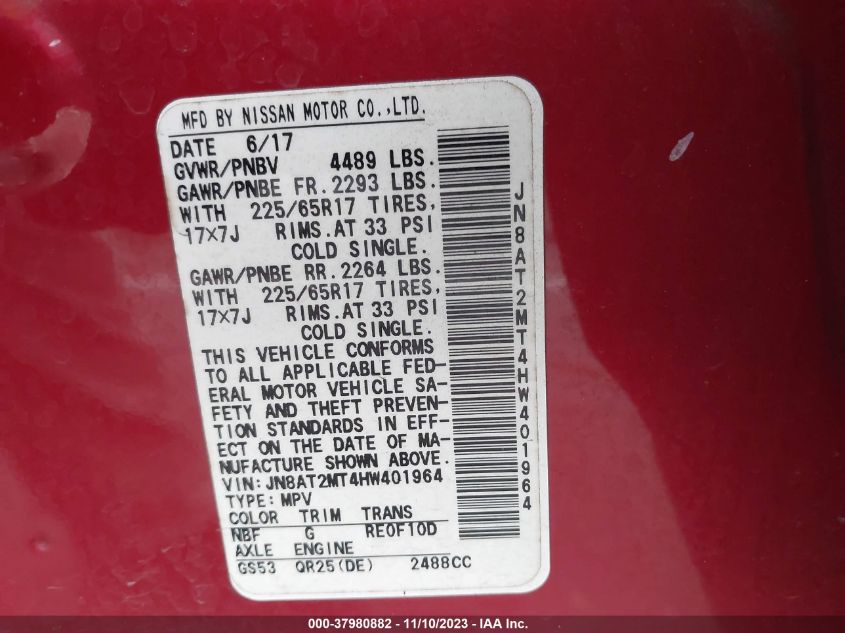 MFD BY NISSAN MOTOR CO.,LTD.
DATE 6/17
GVWR/PNBV 4489 LBS.
GAWR/PNBE FR. 2293 LBS.
WITH 225/65R17 TIRES,
17×7J RIMS.AT 33 PSI
COLD SINGLE.
GAWR/PNBE RR. 2264 LBS.
WITH 225/65R17 TIRES,
17×7J RIMS.AT 33 PSI
COLD SINGLE.
THIS VEHICLE CONFORMS
TO ALL APPLICABLE FED-
ERAL MOTOR VEHICLE SA-
FETY AND THEFT PREVEN-
TION STANDARDS IN EFF-
ECT ON THE DATE OF MA-
NUFACTURE SHOWN ABOVE.
VIN: JN8AT2MT4HW401964
TYPE: MPV
COLOR TRIM TRANS
NBF G RE0F10D
AXLE ENGINE
GS53 QR25(DE) 2488CC
JN8AT2MT4HW401964
000-37980882 - 11/10/2023 - IAA Inc.